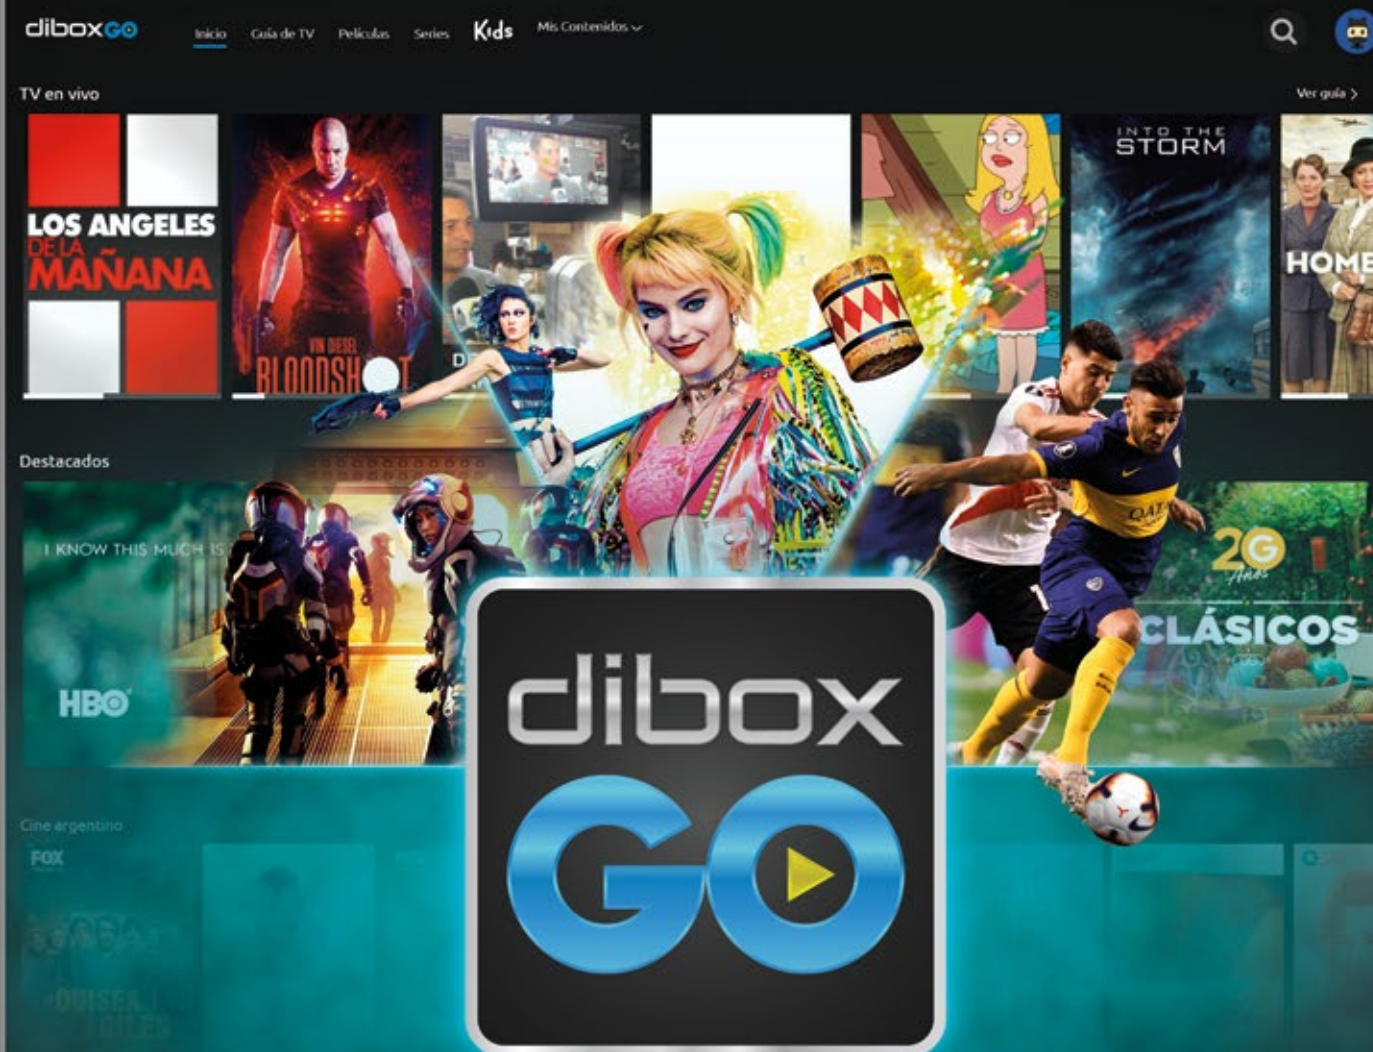 diboxGO
Inicio
Guía de TV
Películas
Series
Kids
Mis Contenidos
TV en vivo
Ver guía
LOS ANGELES
DE LA
MAÑANA
VIN DIESEL
BLOODSHOT
INTO THE
STORM
HOME
Destacados
I KNOW THIS MUCH IS
HBO
QATA
20
Años
CLÁSICOS
dibox
GO
Cine argentino
FOX